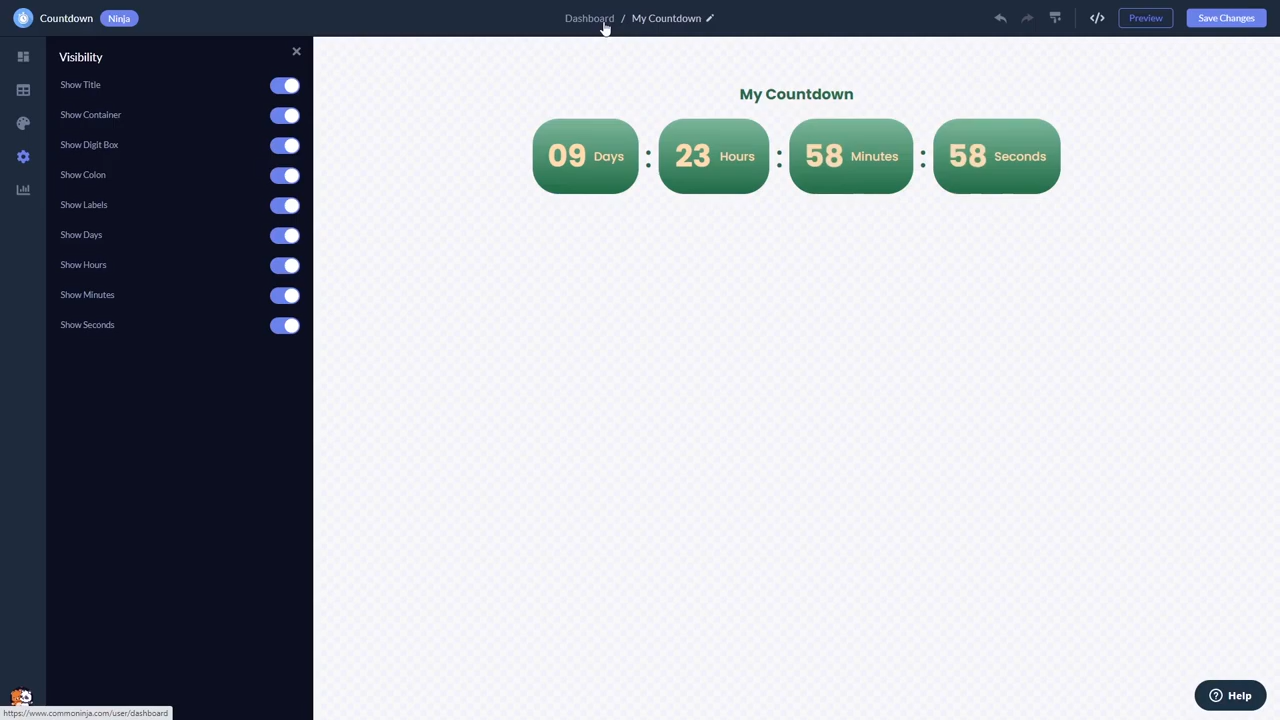 Countdown Ninja Dashboard / My Countdown Preview Save Changes
Visibility
Show Title
Show Container
Show Digit Box
Show Colon
Show Labels
Show Days
Show Hours
Show Minutes
Show Seconds
My Countdown
09 Days : 23 Hours : 58 Minutes : 58 Seconds
Help
https://www.commoninja.com/user/dashboard